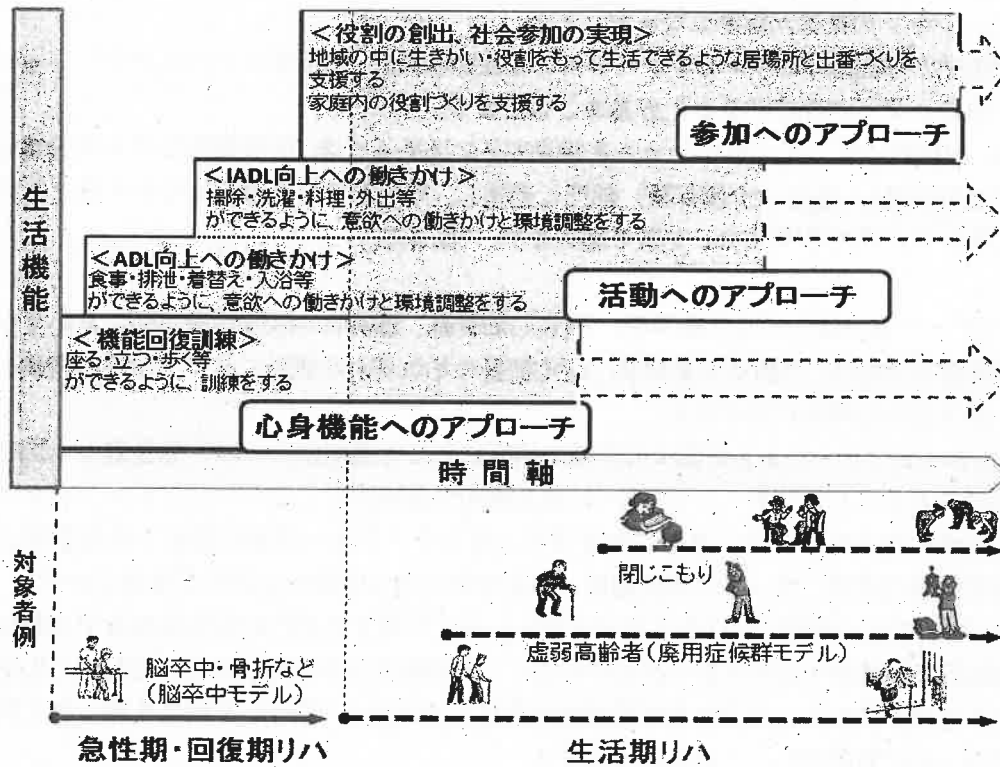 生活機能
＜役割の創出、社会参加の実現＞
地域の中に生きがい・役割をもって生活できるような居場所と出番づくりを
支援する
家庭内の役割づくりを支援する
参加へのアプローチ
＜IADL向上への働きかけ＞
掃除・洗濯・料理・外出等
ができるように、意欲への働きかけと環境調整をする
＜ADL向上への働きかけ＞
食事・排泄・着替え・入浴等
ができるように、意欲への働きかけと環境調整をする
活動へのアプローチ
＜機能回復訓練＞
座る・立つ・歩く等
ができるように、訓練をする
心身機能へのアプローチ
時間軸
対象者例
閉じこもり
虚弱高齢者（廃用症候群モデル）
脳卒中・骨折など
（脳卒中モデル）
急性期・回復期リハ
生活期リハ